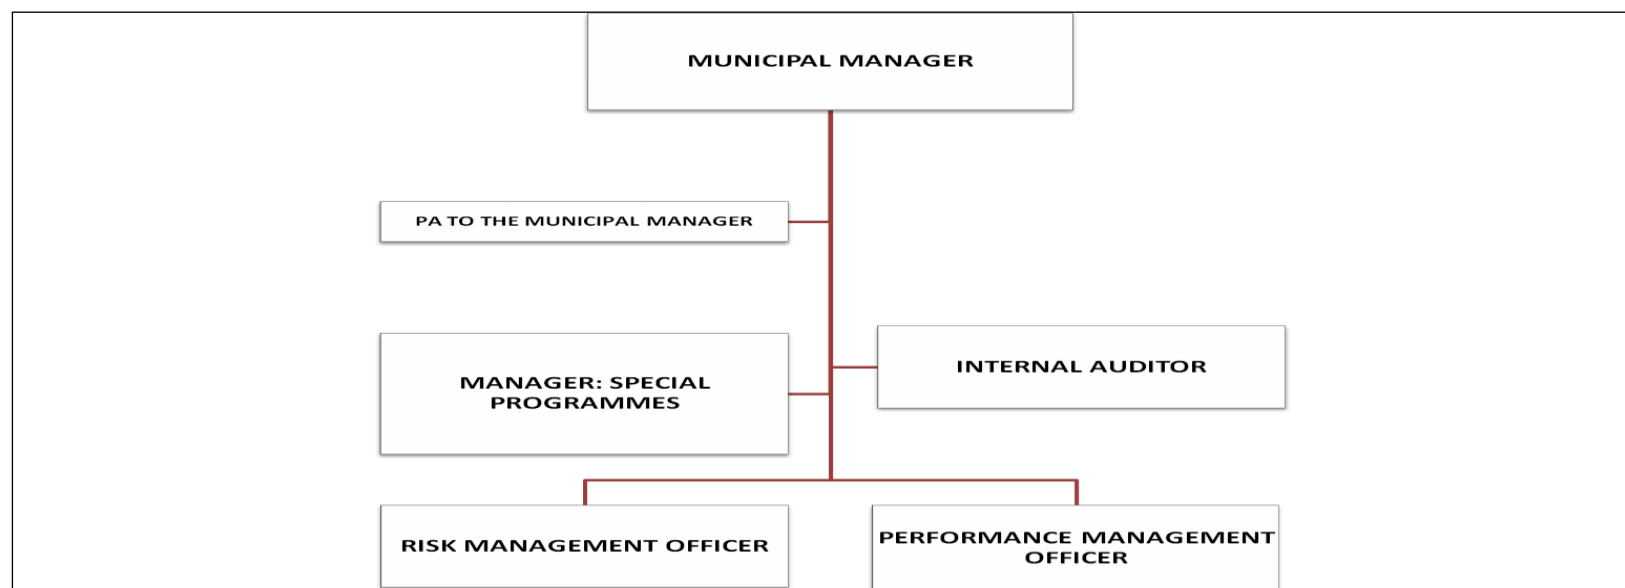 MUNICIPAL MANAGER
PA TO THE MUNICIPAL MANAGER
MANAGER: SPECIAL
PROGRAMMES
INTERNAL AUDITOR
RISK MANAGEMENT OFFICER
PERFORMANCE MANAGEMENT
OFFICER